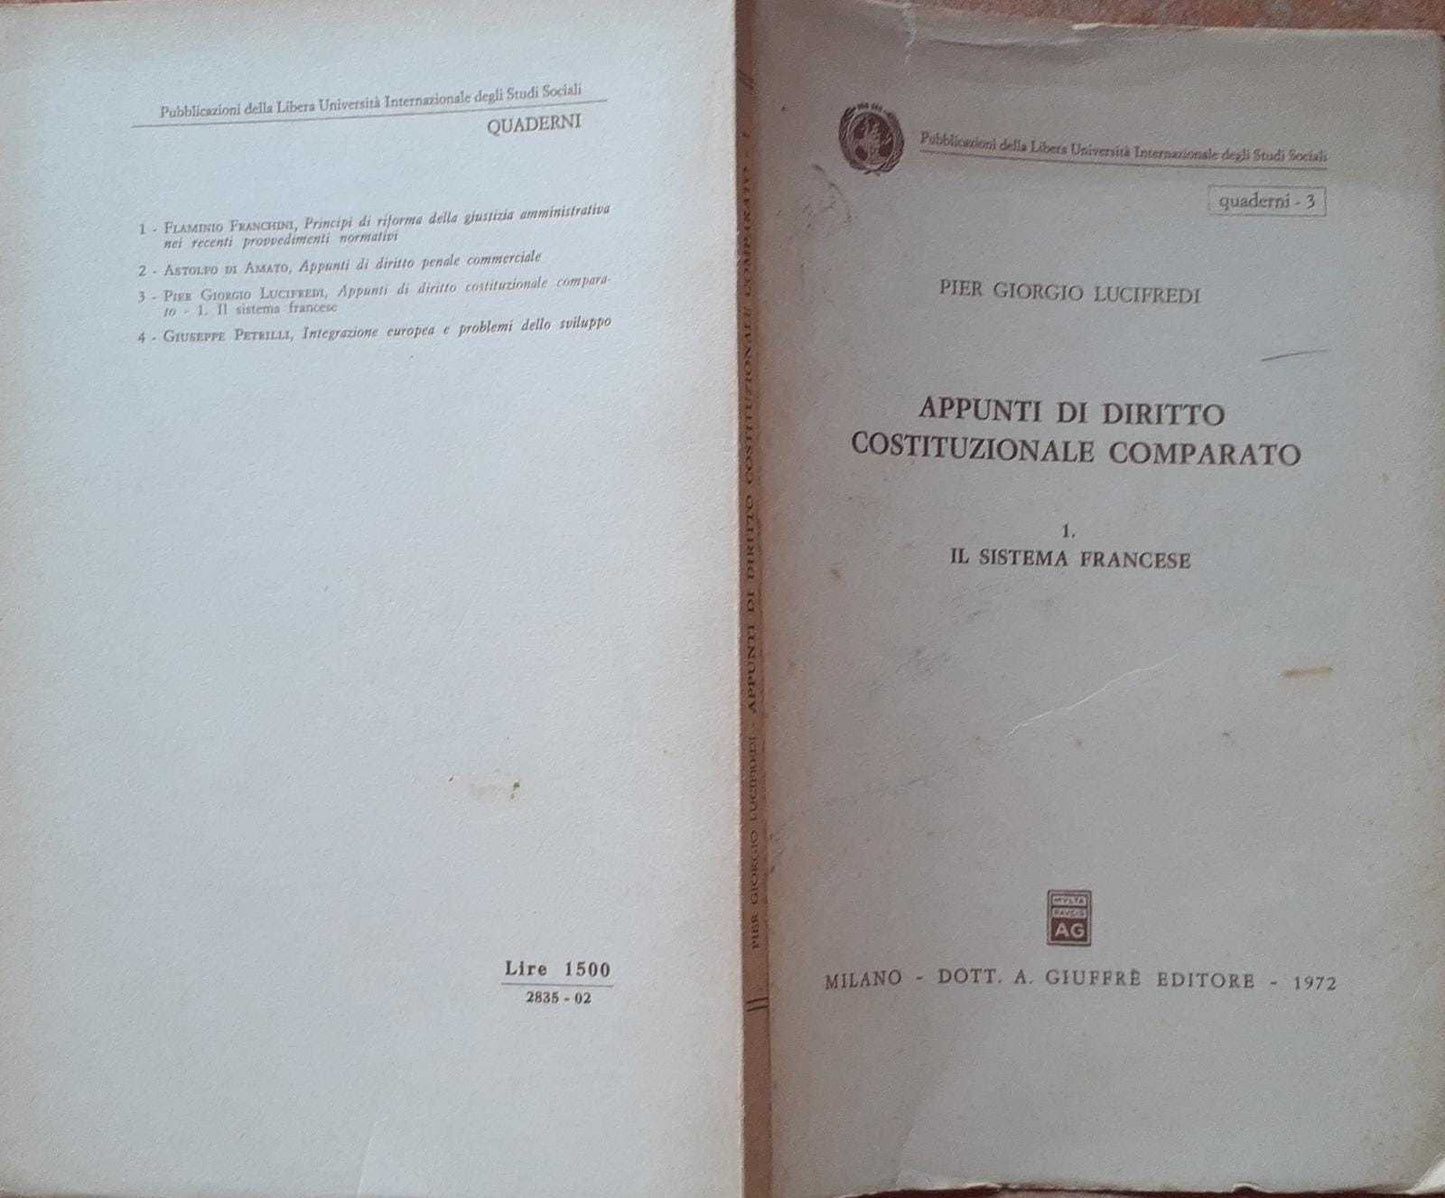 Pubblicazioni della Libera Università Internazionale degli Studi Sociali
QUADERNI
1 - FLAMINIO FRANCHINI, Principi di riforma della giustizia amministrativa
nei recenti provvedimenti normativi
2 - ASTOLFO DI AMATO, Appunti di diritto penale commerciale
3 - PIER GIORGIO LUCIFREDI, Appunti di diritto costituzionale compara-
to - 1. Il sistema francese
4 - GIUSEPPE PETRILLI, Integrazione europea e problemi dello sviluppo
Lire 1500
2835 - 02
PIER GIORGIO LUCIFREDI - APPUNTI DI DIRITTO COSTITUZIONALE COMPARATO - 1
Pubblicazioni della Libera Università Internazionale degli Studi Sociali
quaderni - 3
PIER GIORGIO LUCIFREDI
APPUNTI DI DIRITTO
COSTITUZIONALE COMPARATO
1.
IL SISTEMA FRANCESE
MVLTA
PAVCIS
AG
MILANO - DOTT. A. GIUFFRÈ EDITORE - 1972